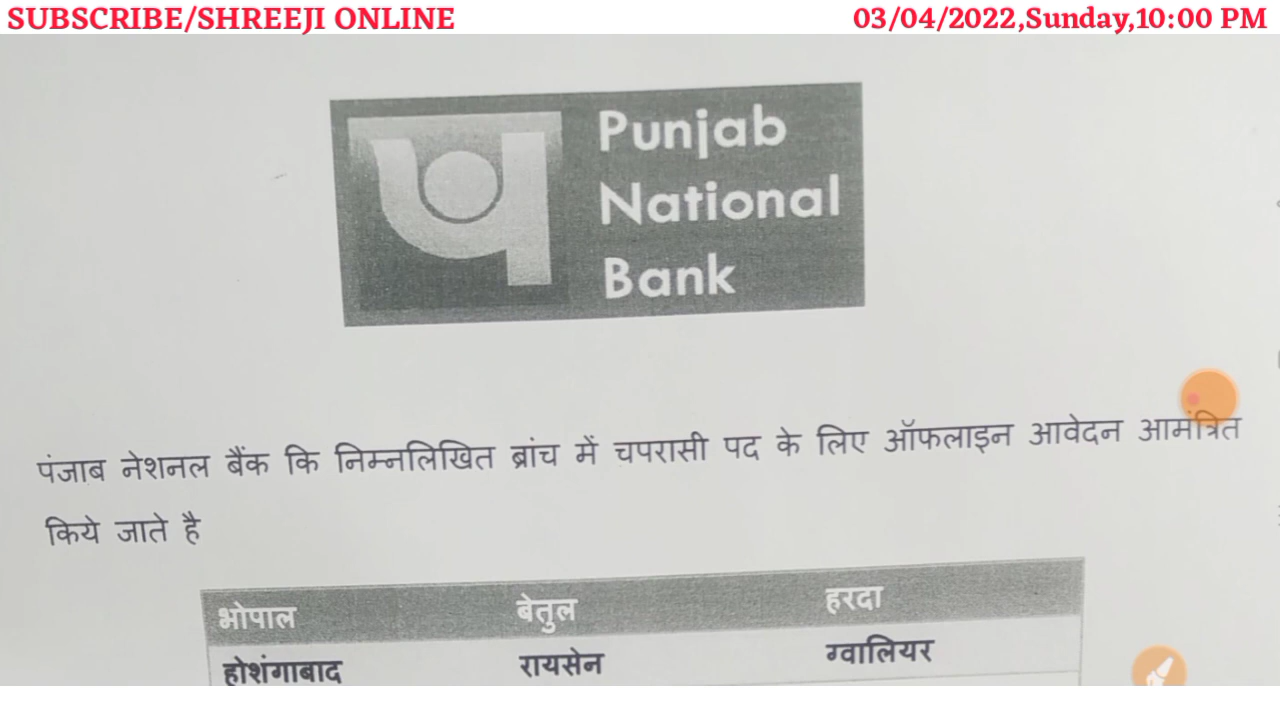 SUBSCRIBE/SHREEJI ONLINE 03/04/2022,Sunday,10:00 PM
Punjab
National
Bank
पंजाब नेशनल बैंक कि निम्नलिखित ब्रांच में चपरासी पद के लिए ऑफलाइन आवेदन आमंत्रित
किये जाते है
भोपाल बेतुल हरदा
होशंगाबाद रायसेन ग्वालियर